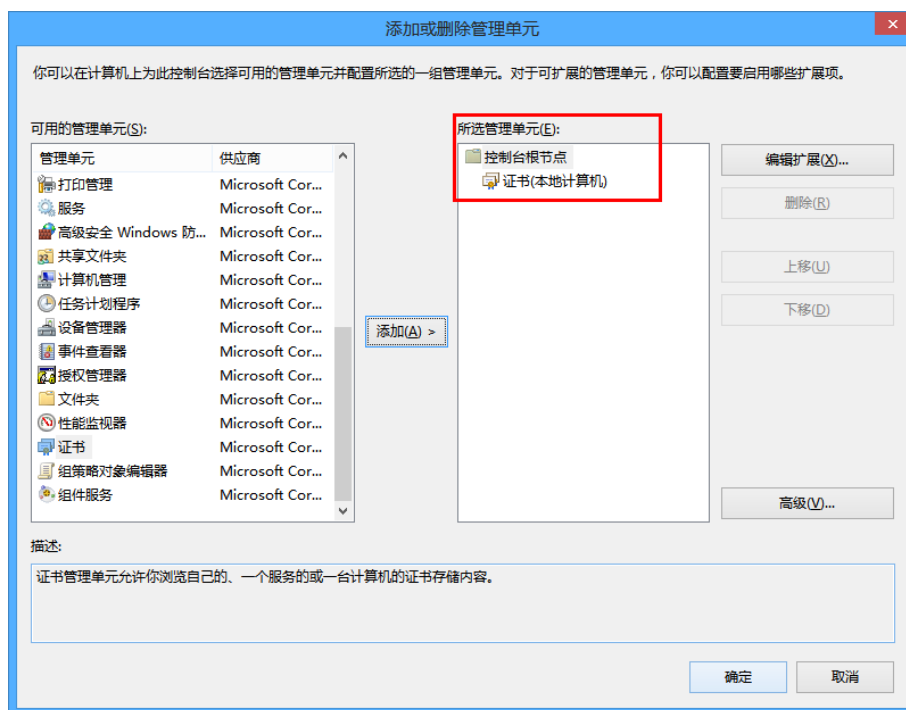 添加或删除管理单元
你可以在计算机上为此控制台选择可用的管理单元并配置所选的一组管理单元。对于可扩展的管理单元，你可以配置要启用哪些扩展项。
可用的管理单元(S):
所选管理单元(E):
管理单元 供应商
打印管理 Microsoft Cor...
服务 Microsoft Cor...
高级安全 Windows 防... Microsoft Cor...
共享文件夹 Microsoft Cor...
计算机管理 Microsoft Cor...
任务计划程序 Microsoft Cor...
设备管理器 Microsoft Cor...
事件查看器 Microsoft Cor...
授权管理器 Microsoft Cor...
文件夹 Microsoft Cor...
性能监视器 Microsoft Cor...
证书 Microsoft Cor...
组策略对象编辑器 Microsoft Cor...
组件服务 Microsoft Cor...
添加(A) >
控制台根节点
证书(本地计算机)
编辑扩展(X)...
删除(R)
上移(U)
下移(D)
高级(V)...
描述:
证书管理单元允许你浏览自己的、一个服务的或一台计算机的证书存储内容。
确定
取消